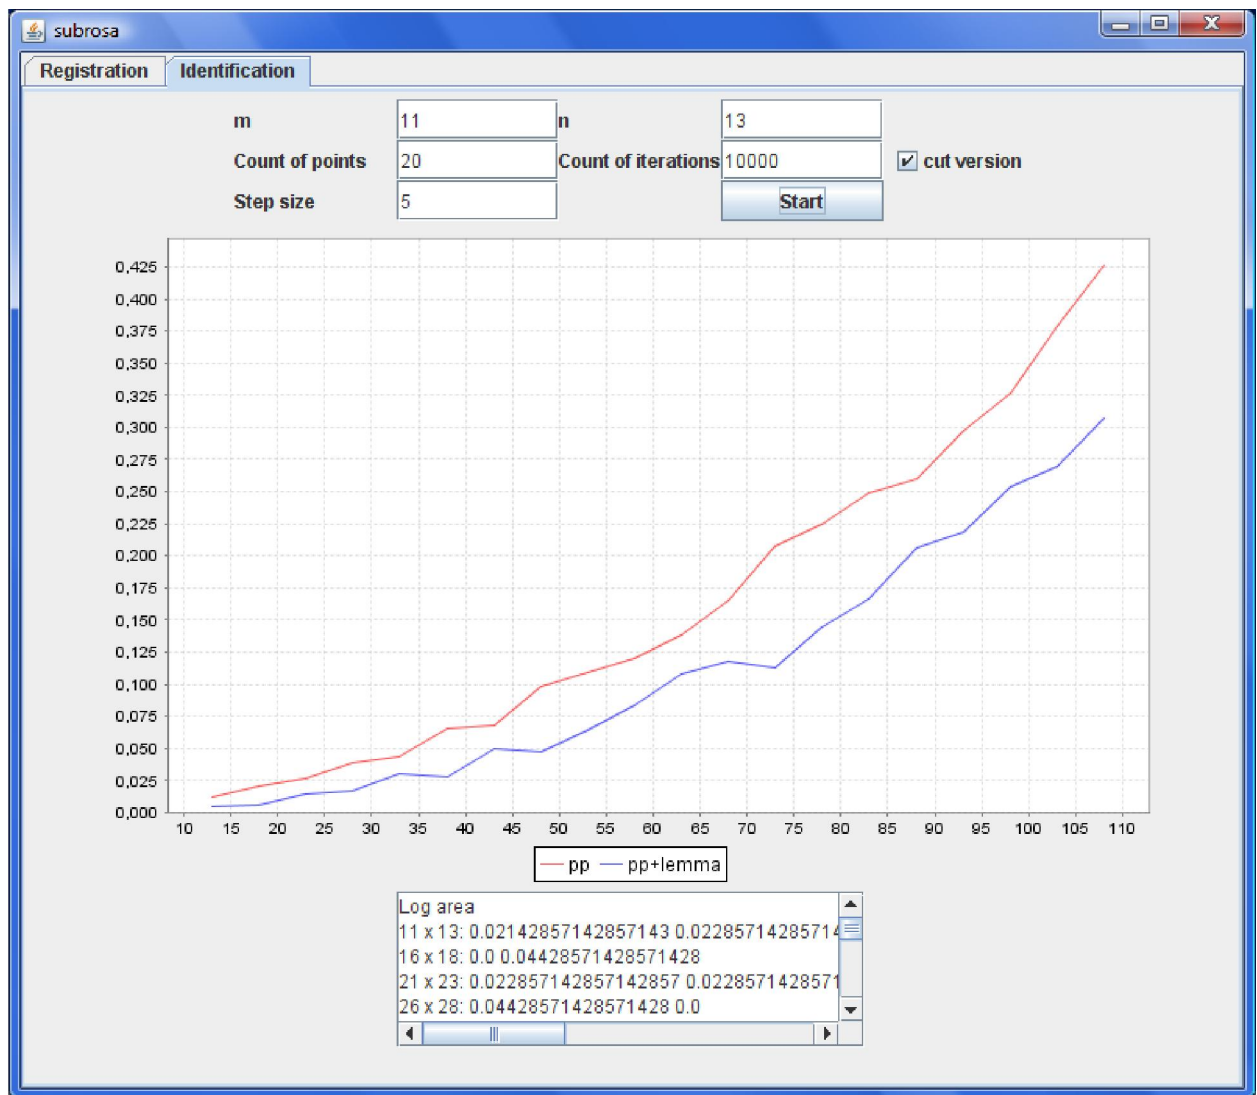 subrosa
Registration Identification
m 11 n 13
Count of points 20 Count of iterations 10000 cut version
Step size 5 Start
0,425
0,400
0,375
0,350
0,325
0,300
0,275
0,250
0,225
0,200
0,175
0,150
0,125
0,100
0,075
0,050
0,025
0,000
10 15 20 25 30 35 40 45 50 55 60 65 70 75 80 85 90 95 100 105 110
pp pp+lemma
Log area
11 x 13: 0.02142857142857143 0.02285714285714
16 x 18: 0.0 0.04428571428571428
21 x 23: 0.022857142857142857 0.0228571428571
26 x 28: 0.04428571428571428 0.0